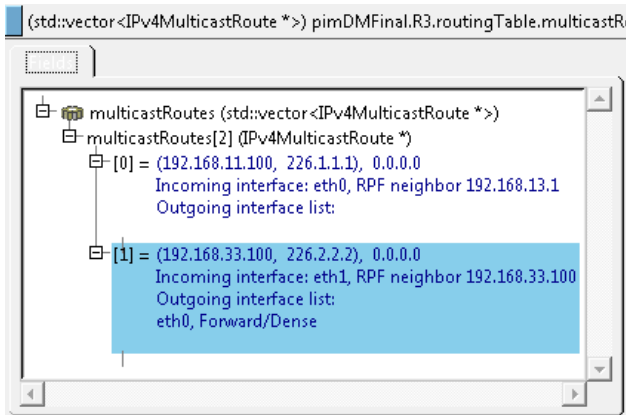 (std::vector<IPv4MulticastRoute *>) pimDMFinal.R3.routingTable.multicastR
Fields
multicastRoutes (std::vector<IPv4MulticastRoute *>)
multicastRoutes[2] (IPv4MulticastRoute *)
[0] = (192.168.11.100, 226.1.1.1), 0.0.0.0
Incoming interface: eth0, RPF neighbor 192.168.13.1
Outgoing interface list:
[1] = (192.168.33.100, 226.2.2.2), 0.0.0.0
Incoming interface: eth1, RPF neighbor 192.168.33.100
Outgoing interface list:
eth0, Forward/Dense